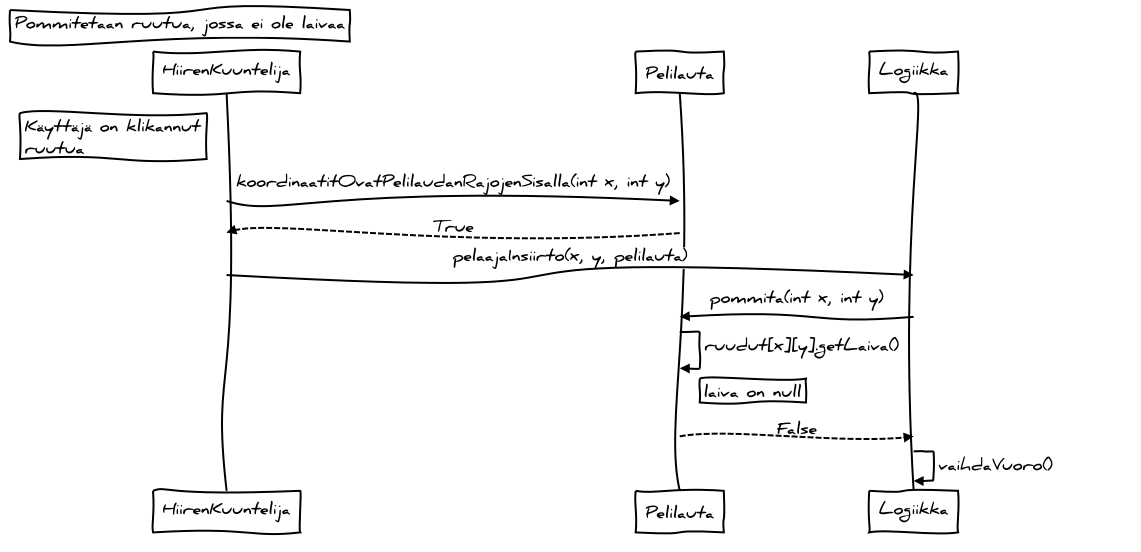 Pommitetaan ruutua, jossa ei ole laivaa
HiirenKuuntelija
Pelilauta
Logiikka
Käyttäjä on klikannut
ruutua
koordinaatitOvatPelilaudanRajojenSisalla(int x, int y)
True
pelaajaInsiirto(x, y, pelilauta)
pommita(int x, int y)
ruudut[x][y].getLaiva()
laiva on null
False
vaihdaVuoro()
HiirenKuuntelija
Pelilauta
Logiikka